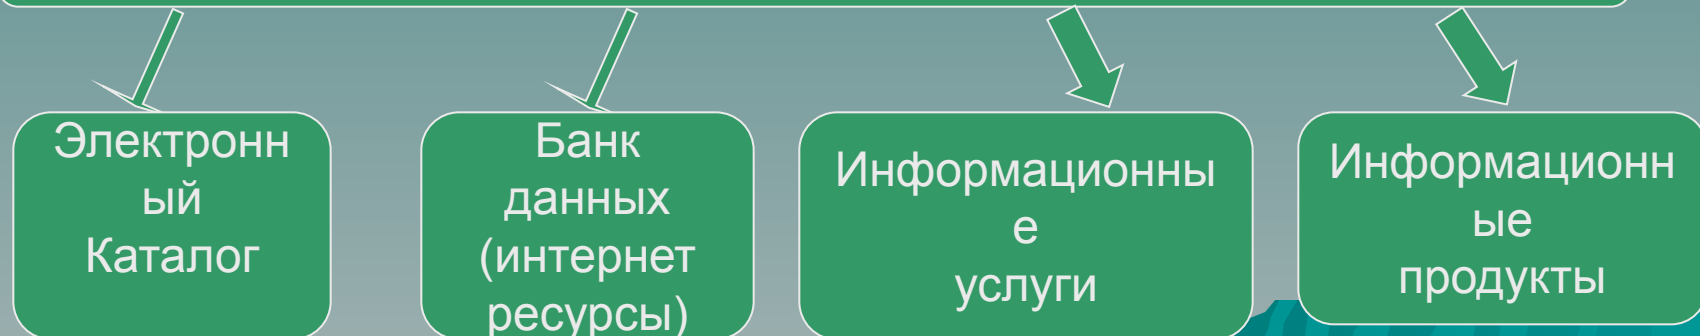 Электронн
ый
Каталог
Банк
данных
(интернет
ресурсы)
Информационны
е
услуги
Информационн
ые
продукты